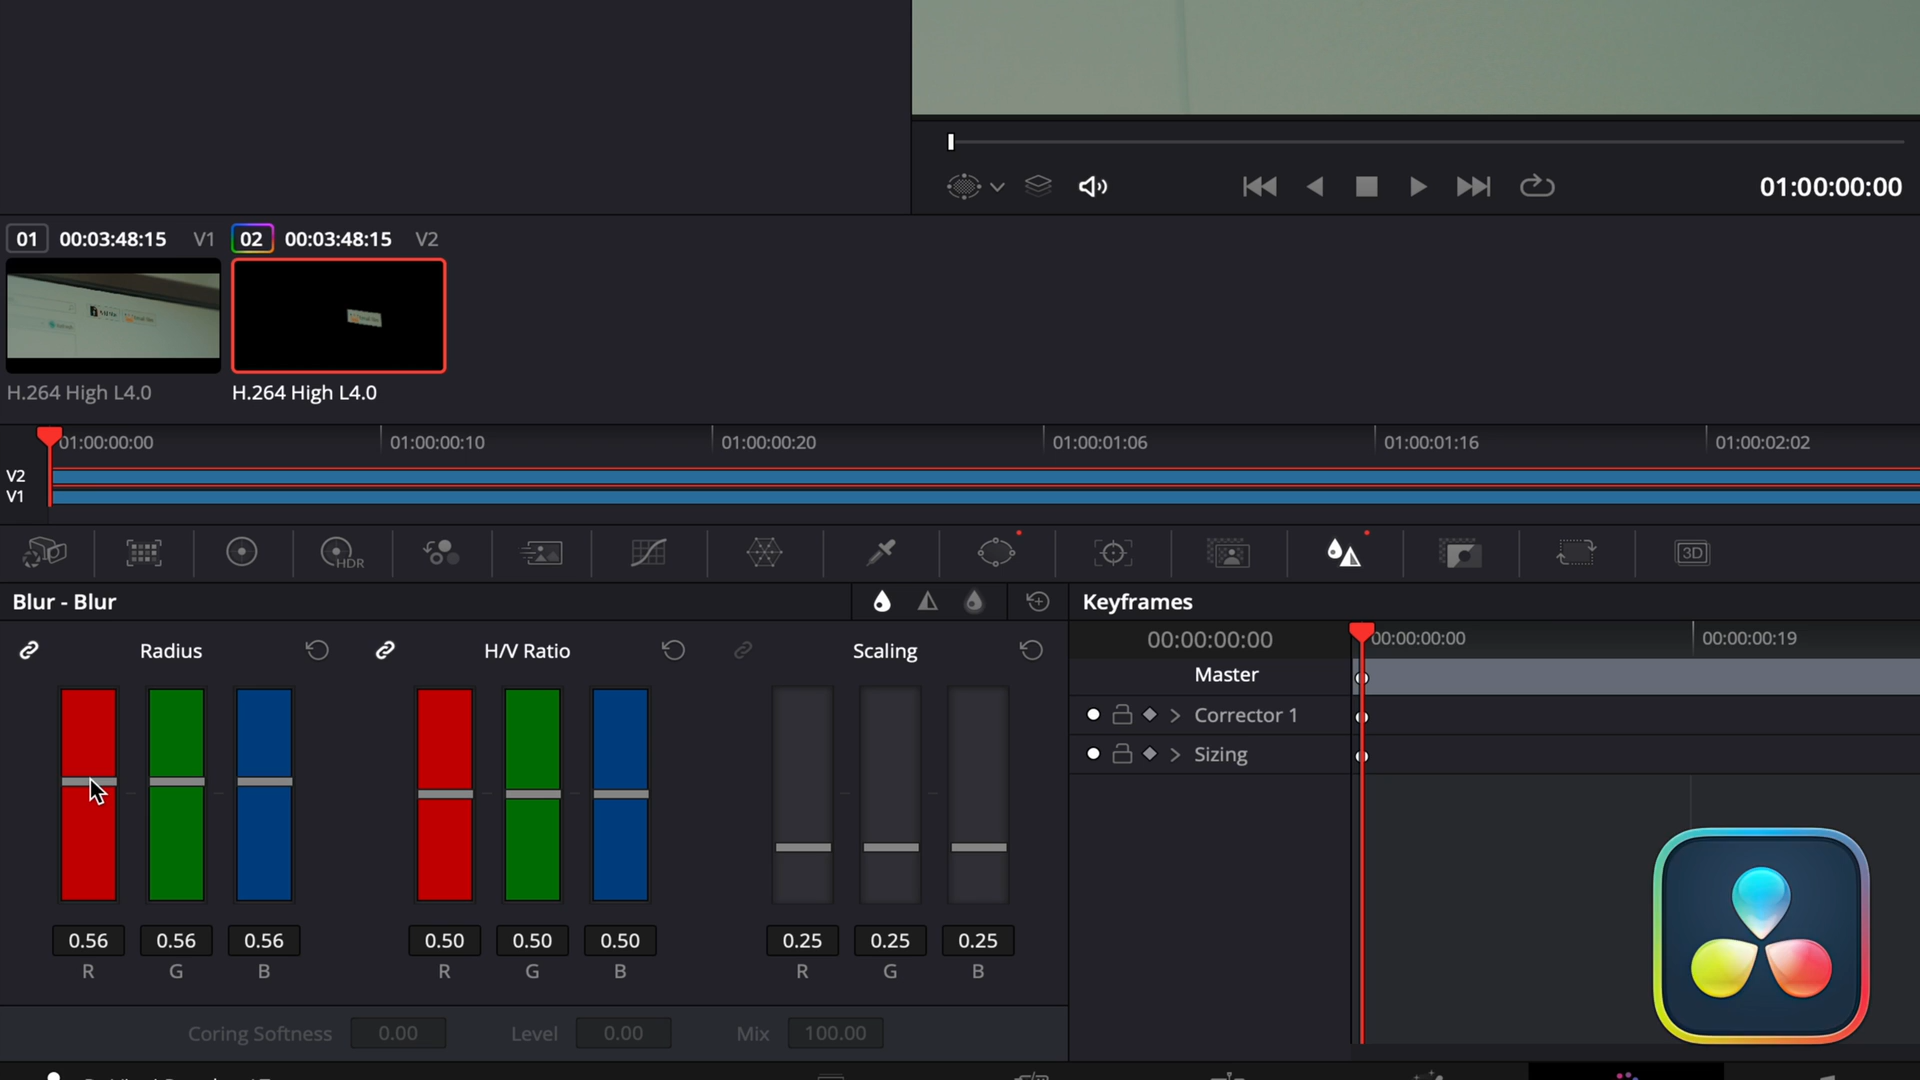 01:00:00:00
01 00:03:48:15 V1 02 00:03:48:15 V2
H.264 High L4.0 H.264 High L4.0
01:00:00:00 01:00:00:10 01:00:00:20 01:00:01:06 01:00:01:16 01:00:02:02
V2
V1
HDR 3D
Blur - Blur
Radius H/V Ratio Scaling
0.56 0.56 0.56 0.50 0.50 0.50 0.25 0.25 0.25
R G B R G B R G B
Coring Softness 0.00 Level 0.00 Mix 100.00
Keyframes
00:00:00:00 00:00:00:00 00:00:00:19
Master
Corrector 1
Sizing